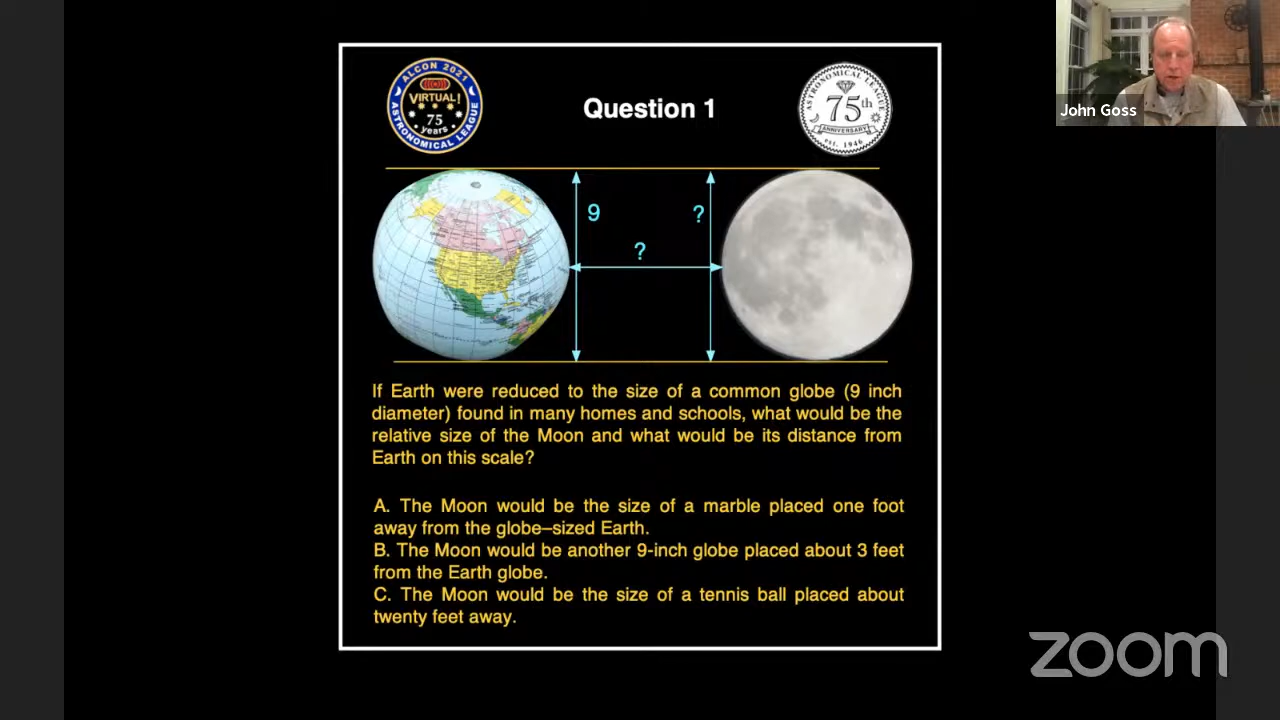 ALCON 2021
VIRTUAL!
75
years
ASTRONOMICAL LEAGUE
Question 1
ASTRONOMICAL LEAGUE
75th
ANNIVERSARY
EST. 1946
John Goss
9
?
?
If Earth were reduced to the size of a common globe (9 inch
diameter) found in many homes and schools, what would be the
relative size of the Moon and what would be its distance from
Earth on this scale?
A. The Moon would be the size of a marble placed one foot
away from the globe–sized Earth.
B. The Moon would be another 9-inch globe placed about 3 feet
from the Earth globe.
C. The Moon would be the size of a tennis ball placed about
twenty feet away.
zoom